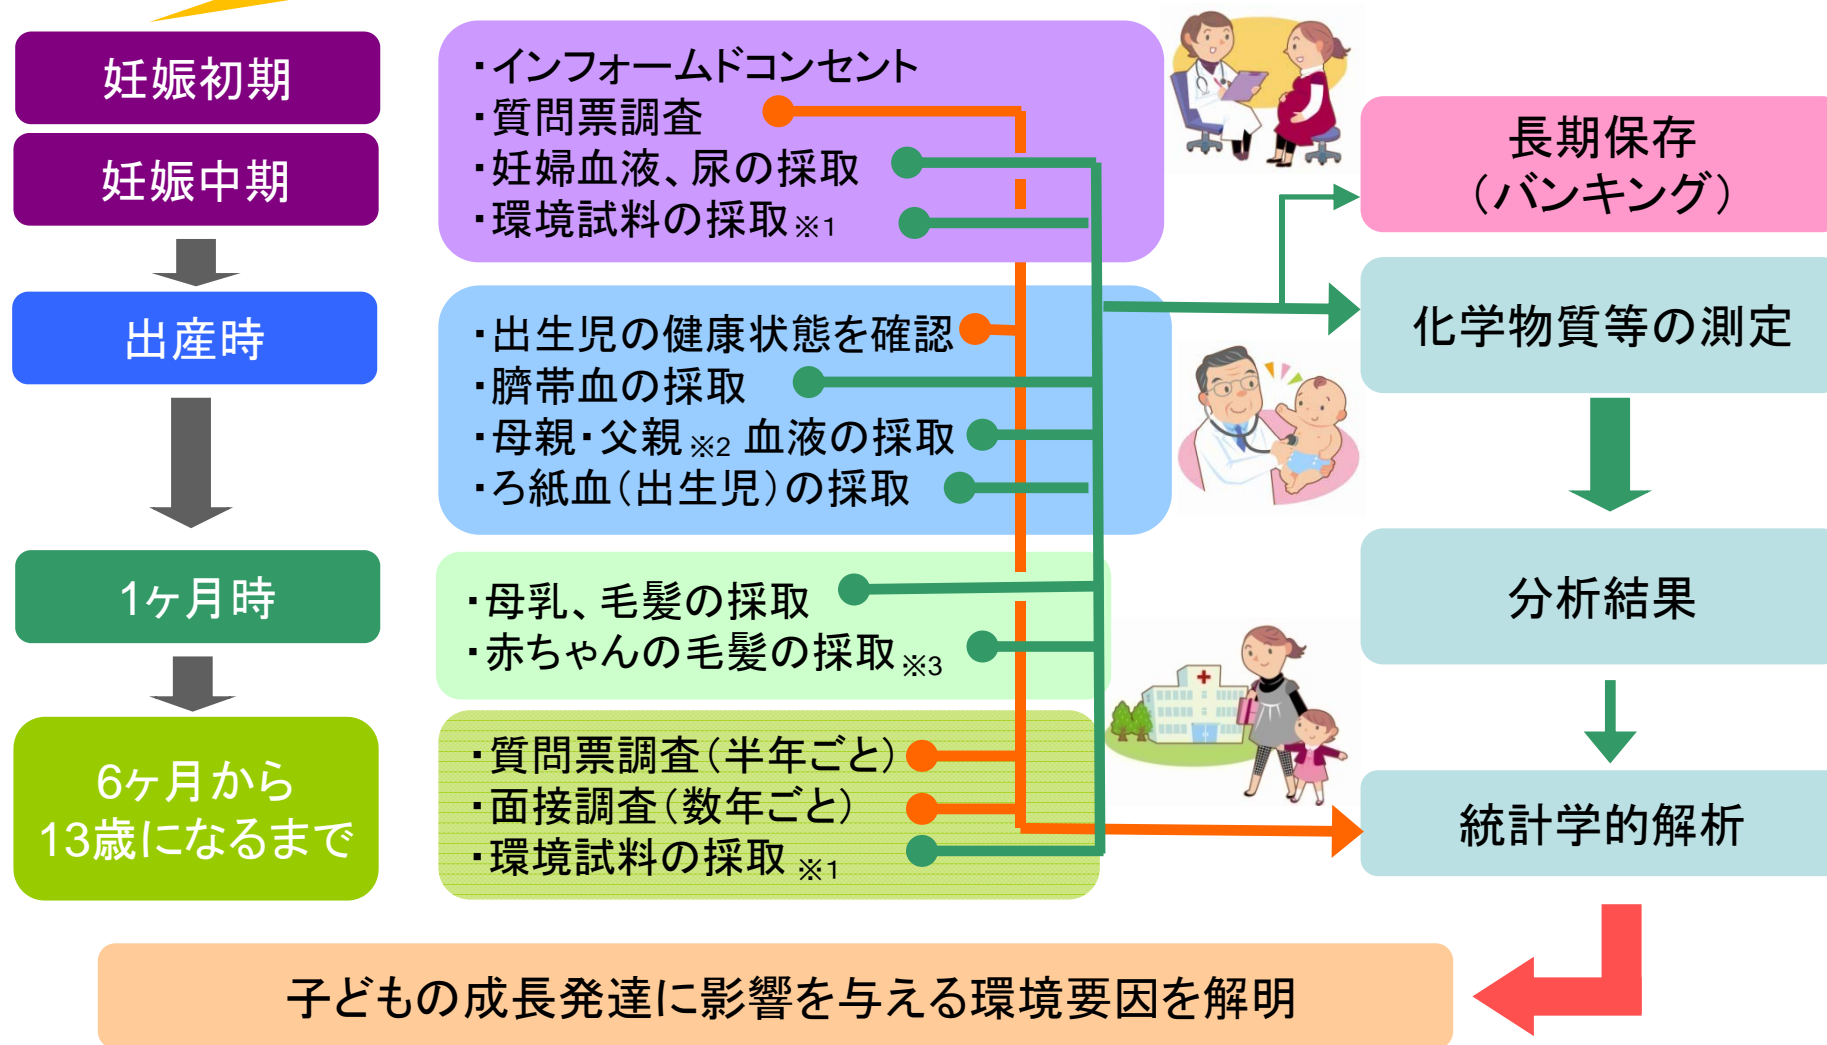 妊娠初期
妊娠中期
出産時
1ヶ月時
6ヶ月から
13歳になるまで
・インフォームドコンセント
・質問票調査
・妊婦血液、尿の採取
・環境試料の採取※1
・出生児の健康状態を確認
・臍帯血の採取
・母親・父親※2 血液の採取
・ろ紙血（出生児）の採取
・母乳、毛髪の採取
・赤ちゃんの毛髪の採取※3
・質問票調査（半年ごと）
・面接調査（数年ごと）
・環境試料の採取 ※1
長期保存
（バンキング）
化学物質等の測定
分析結果
統計学的解析
子どもの成長発達に影響を与える環境要因を解明